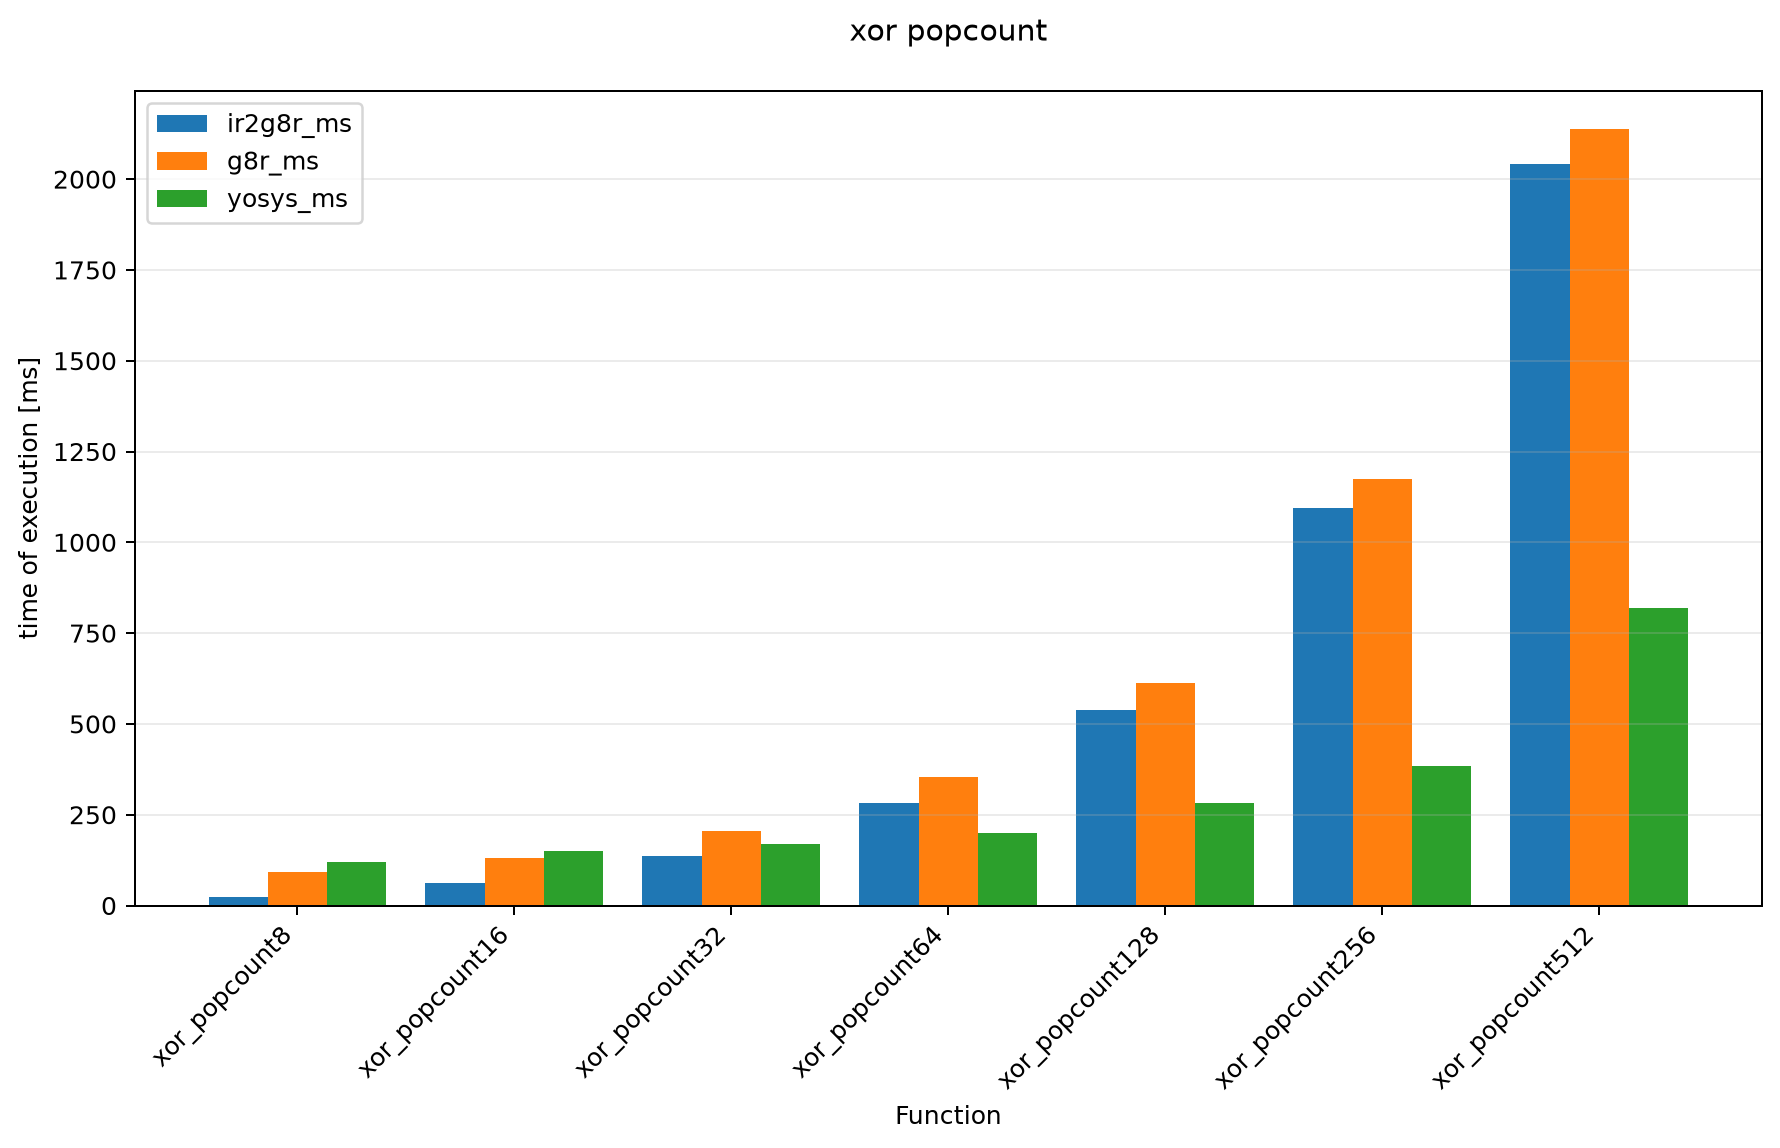 xor popcount
ir2g8r_ms
g8r_ms
yosys_ms
time of execution [ms]
2000
1750
1500
1250
1000
750
500
250
0
xor_popcount8
xor_popcount16
xor_popcount32
xor_popcount64
xor_popcount128
xor_popcount256
xor_popcount512
Function